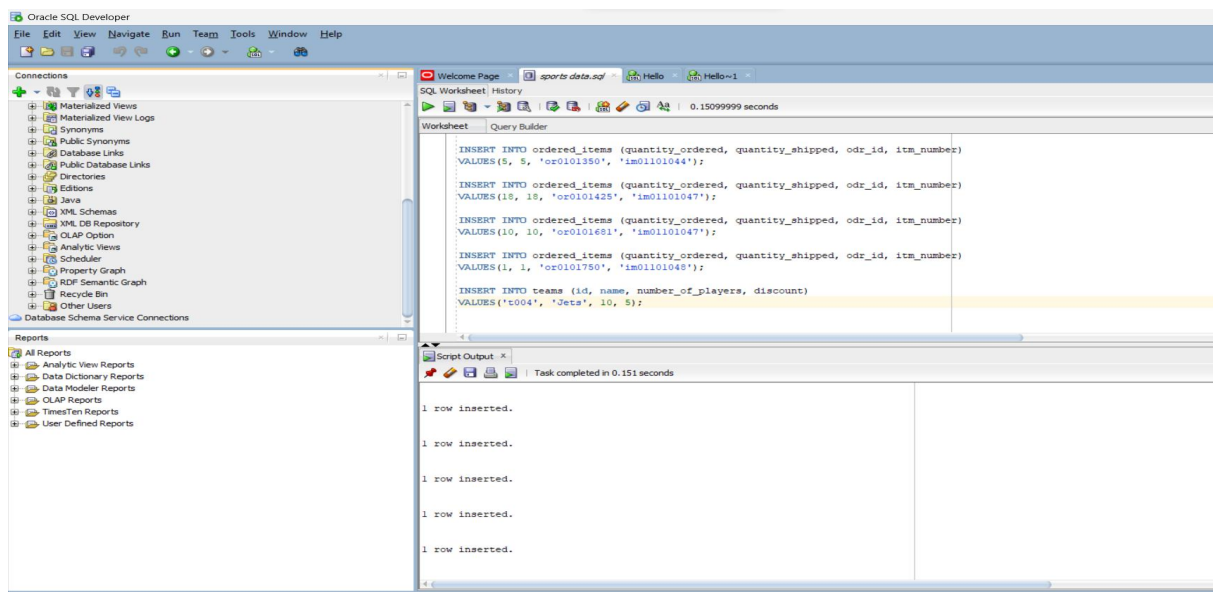 Oracle SQL Developer
File Edit View Navigate Run Team Tools Window Help
Connections
Materialized Views
Materialized View Logs
Synonyms
Public Synonyms
Database Links
Public Database Links
Directories
Editions
Java
XML Schemas
XML DB Repository
OLAP Option
Analytic Views
Scheduler
Property Graph
RDF Semantic Graph
Recycle Bin
Other Users
Database Schema Service Connections
Reports
All Reports
Analytic View Reports
Data Dictionary Reports
Data Modeler Reports
OLAP Reports
TimesTen Reports
User Defined Reports
Welcome Page sports data.sql Hello Hello~1
SQL Worksheet History
0.15099999 seconds
Worksheet Query Builder
INSERT INTO ordered_items (quantity_ordered, quantity_shipped, odr_id, itm_number)
VALUES(5, 5, 'or0101350', 'im01101044');
INSERT INTO ordered_items (quantity_ordered, quantity_shipped, odr_id, itm_number)
VALUES(18, 18, 'or0101425', 'im01101047');
INSERT INTO ordered_items (quantity_ordered, quantity_shipped, odr_id, itm_number)
VALUES(10, 10, 'or0101681', 'im01101047');
INSERT INTO ordered_items (quantity_ordered, quantity_shipped, odr_id, itm_number)
VALUES(1, 1, 'or0101750', 'im01101048');
INSERT INTO teams (id, name, number_of_players, discount)
VALUES('t004', 'Jets', 10, 5);
Script Output
Task completed in 0.151 seconds
1 row inserted.
1 row inserted.
1 row inserted.
1 row inserted.
1 row inserted.